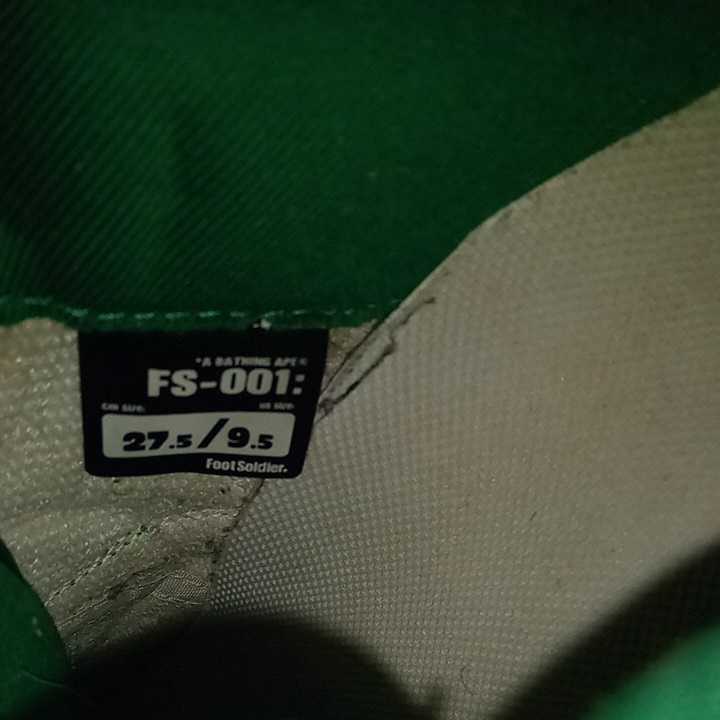 "A BATHING APE®
FS-001:
CM SIZE: US SIZE:
27.5/9.5
FootSoldier.